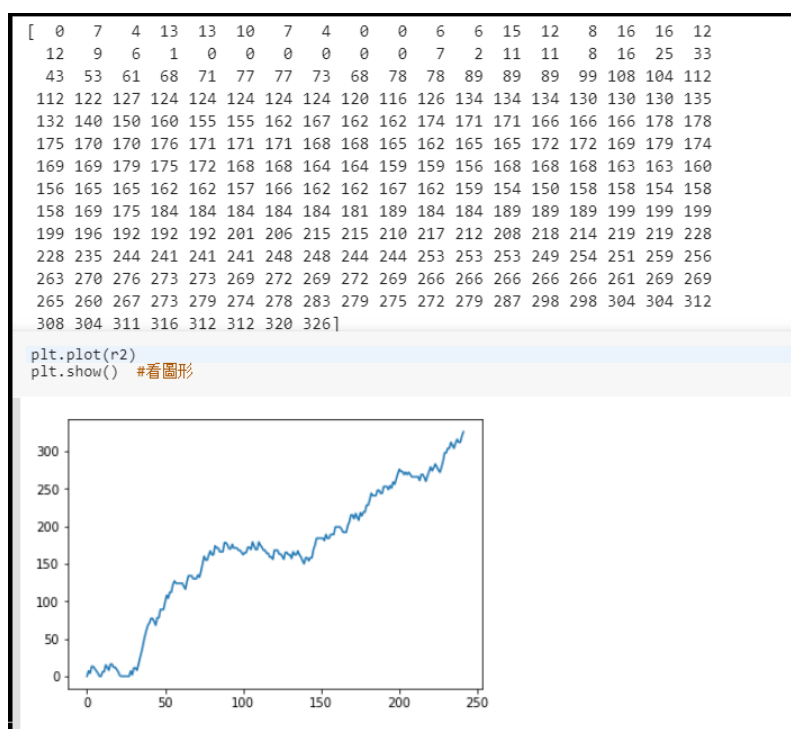 [ 0 7 4 13 13 10 7 4 0 0 6 6 15 12 8 16 16 12
12 9 6 1 0 0 0 0 0 0 7 2 11 11 8 16 25 33
43 53 61 68 71 77 77 73 68 78 78 89 89 89 99 108 104 112
112 122 127 124 124 124 124 124 120 116 126 134 134 134 130 130 130 135
132 140 150 160 155 155 162 167 162 162 174 171 171 166 166 166 178 178
175 170 170 176 171 171 171 168 168 165 162 165 165 172 172 169 179 174
169 169 179 175 172 168 168 164 164 159 159 156 168 168 168 163 163 160
156 165 165 162 162 157 166 162 162 167 162 159 154 150 158 158 154 158
158 169 175 184 184 184 184 184 181 189 184 184 189 189 189 199 199 199
199 196 192 192 192 201 206 215 215 210 217 212 208 218 214 219 219 228
228 235 244 241 241 241 248 248 244 244 253 253 253 249 254 251 259 256
263 270 276 273 273 269 272 269 272 269 266 266 266 266 266 261 269 269
265 260 267 273 279 274 278 283 279 275 272 279 287 298 298 304 304 312
308 304 311 316 312 312 320 326]
plt.plot(r2)
plt.show() #看圖形
300
250
200
150
100
50
0
0 50 100 150 200 250